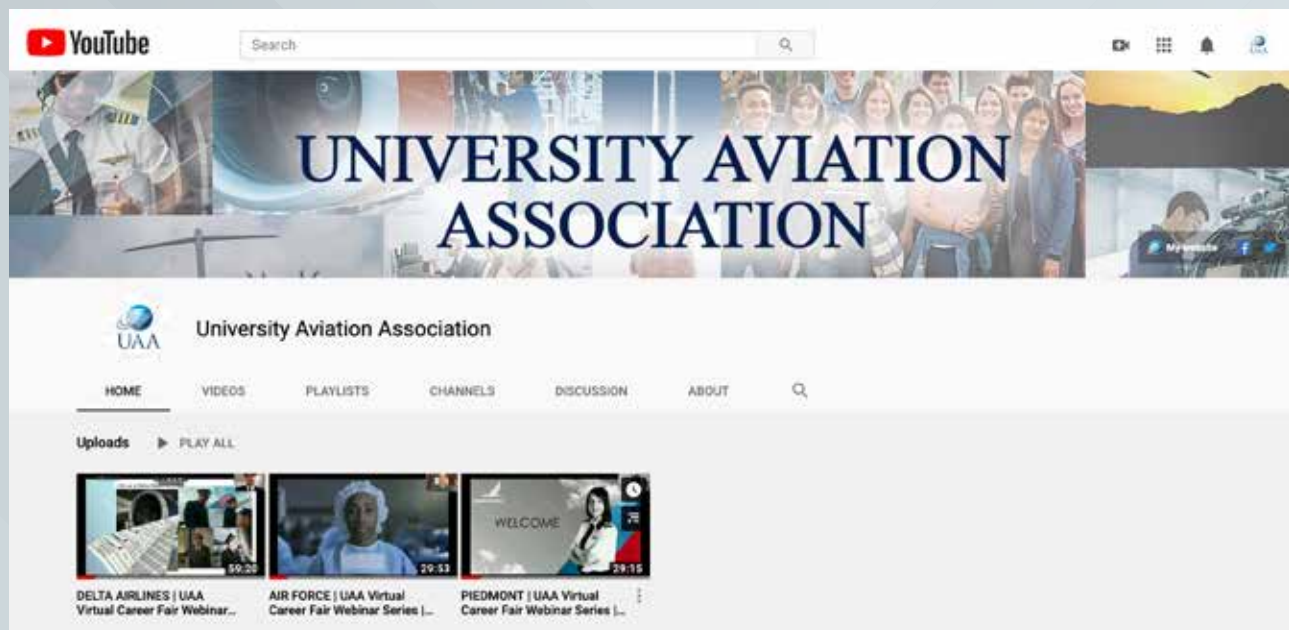 YouTube
Search
UNIVERSITY AVIATION
ASSOCIATION
My website
UAA
University Aviation Association
HOME VIDEOS PLAYLISTS CHANNELS DISCUSSION ABOUT
Uploads PLAY ALL
WELCOME
59:20 29:53 29:15
DELTA AIRLINES | UAA AIR FORCE | UAA Virtual PIEDMONT | UAA Virtual
Virtual Career Fair Webinar... Career Fair Webinar Series |... Career Fair Webinar Series |...